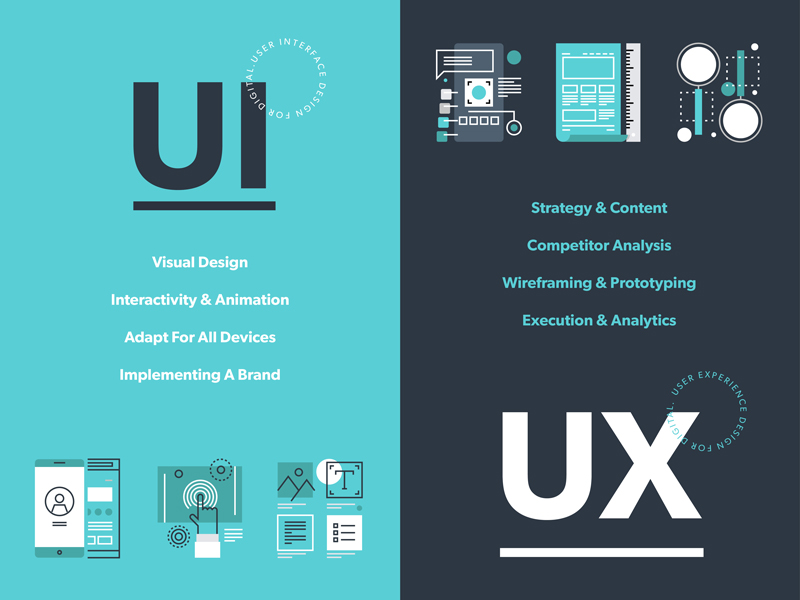 UI
USER INTERFACE DESIGN FOR DIGITAL.
Visual Design
Interactivity & Animation
Adapt For All Devices
Implementing A Brand
T
Strategy & Content
Competitor Analysis
Wireframing & Prototyping
Execution & Analytics
UX
USER EXPERIENCE DESIGN FOR DIGITAL.